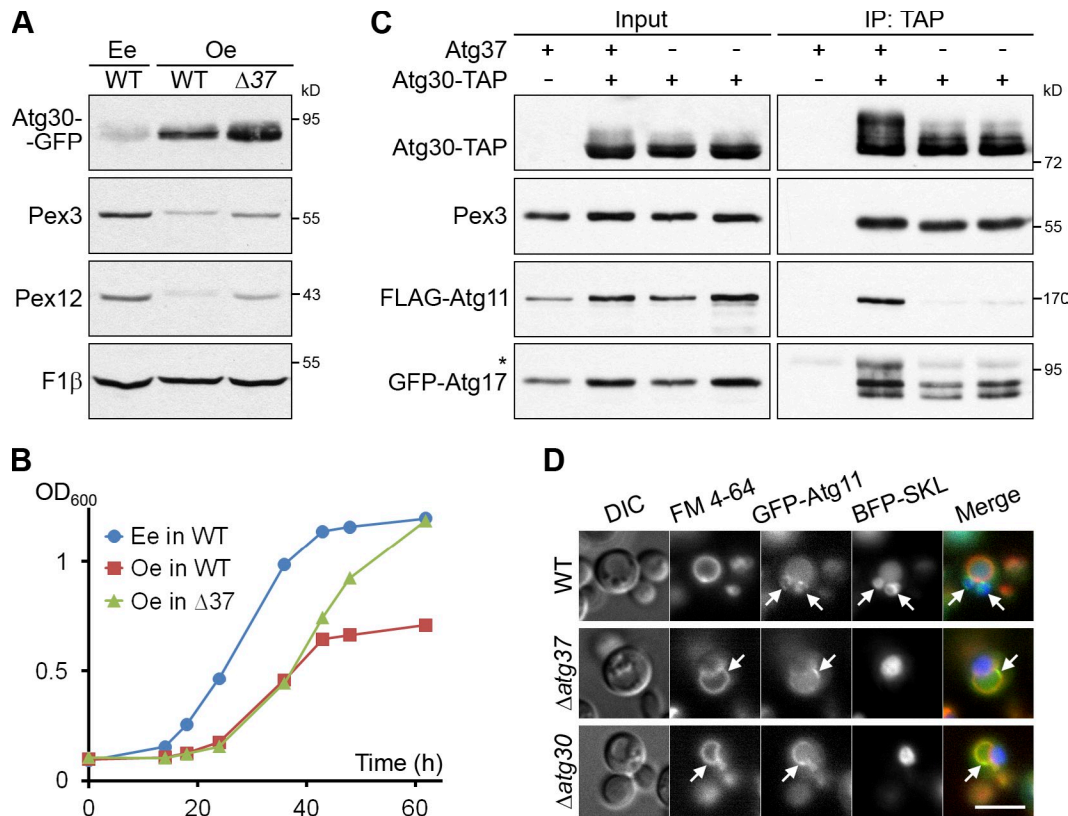 A
Ee Oe
WT WT Δ37
kD
Atg30-
-GFP
95
Pex3
55
Pex12
43
F1β
55
C
Input IP: TAP
Atg37 + + - - + + - -
Atg30-TAP - + + + - + + +
kD
Atg30-TAP
72
Pex3
55
FLAG-Atg11
170
*
GFP-Atg17
95
B
OD600
Ee in WT
Oe in WT
Oe in Δ37
1
0.5
0
Time (h)
0 20 40 60
D
DIC FM 4-64 GFP-Atg11 BFP-SKL Merge
WT
Δatg37
Δatg30